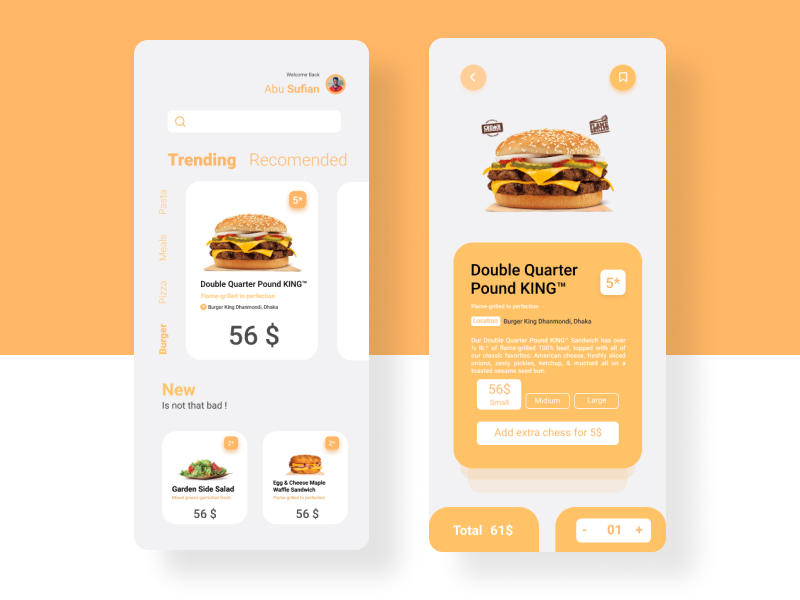 Welcome Back
Abu Sufian
Trending Recomended
Pasta
Meals
Pizza
Burger
5*
Double Quarter Pound KING™
Flame-grilled to perfection
Burger King Dhanmondi, Dhaka
56 $
New
Is not that bad !
2*
Garden Side Salad
Mixed greens garnished fresh
56 $
2*
Egg & Cheese Maple
Waffle Sandwich
Flame-grilled to perfection
56 $
Double Quarter
Pound KING™
5*
Flame-grilled to perfection
Location Burger King Dhanmondi, Dhaka
Our Double Quarter Pound KING™ Sandwich has over
½ lb.* of flame-grilled 100% beef, topped with all of
our classic favorites: American cheese, freshly sliced
onions, zesty pickles, ketchup, & mustard all on a
toasted sesame seed bun.
56$
Small
Midium
Large
Add extra chess for 5$
Total 61$
- 01 +